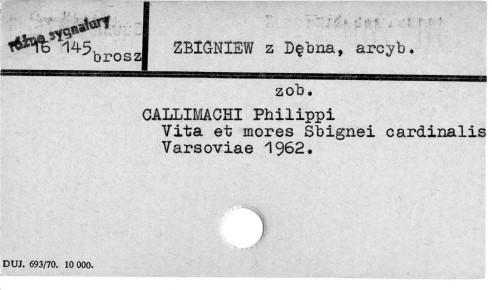 różne sygnatury
16 145
brosz
ZBIGNIEW z Dębna, arcyb.
zob.
CALLIMACHI Philippi
Vita et mores Sbignei cardinalis
Varsoviae 1962.
DUJ. 693/70. 10 000.